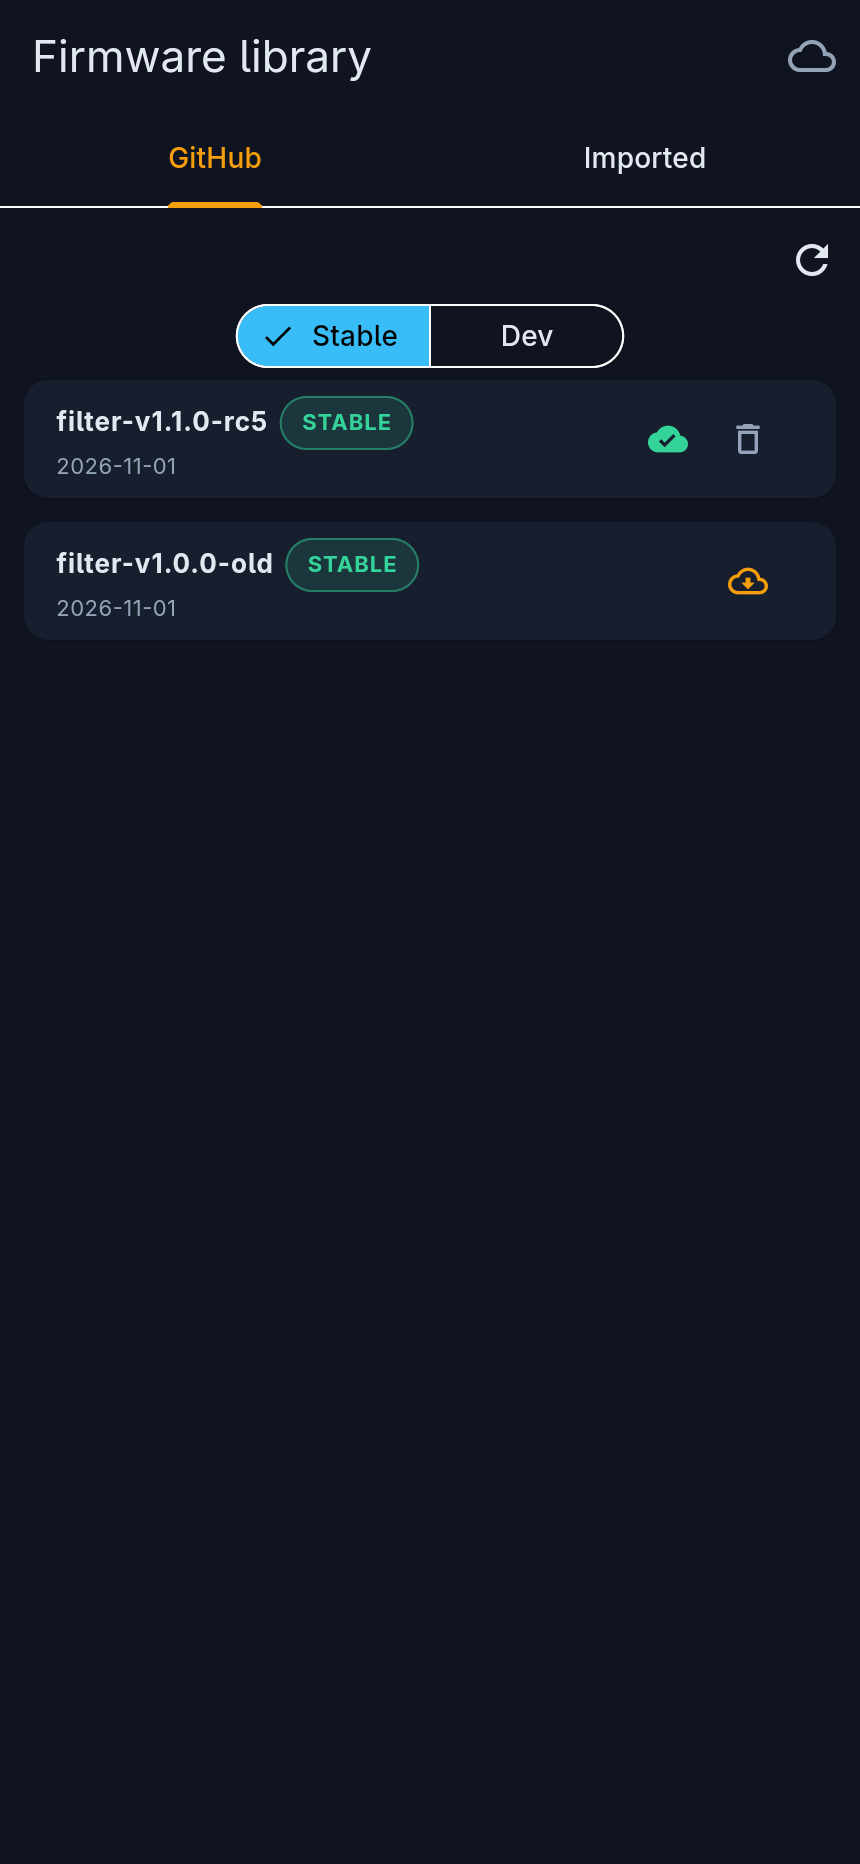 Firmware library
GitHub
Imported
Stable
Dev
filter-v1.1.0-rc5 STABLE
2026-11-01
filter-v1.0.0-old STABLE
2026-11-01